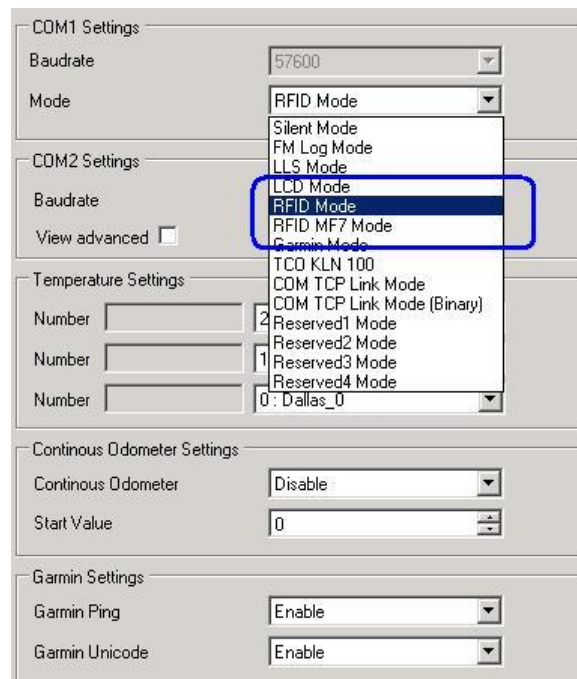 COM1 Settings
Baudrate 57600
Mode RFID Mode
Silent Mode
FM Log Mode
LLS Mode
COM2 Settings
LCD Mode
Baudrate RFID Mode
RFID MF7 Mode
View advanced Garmin Mode
TCO KLN 100
Temperature Settings COM TCP Link Mode
COM TCP Link Mode (Binary)
Number 2 Reserved1 Mode
Reserved2 Mode
Number 1 Reserved3 Mode
Reserved4 Mode
Number 0 : Dallas_0
Continous Odometer Settings
Continous Odometer Disable
Start Value 0
Garmin Settings
Garmin Ping Enable
Garmin Unicode Enable